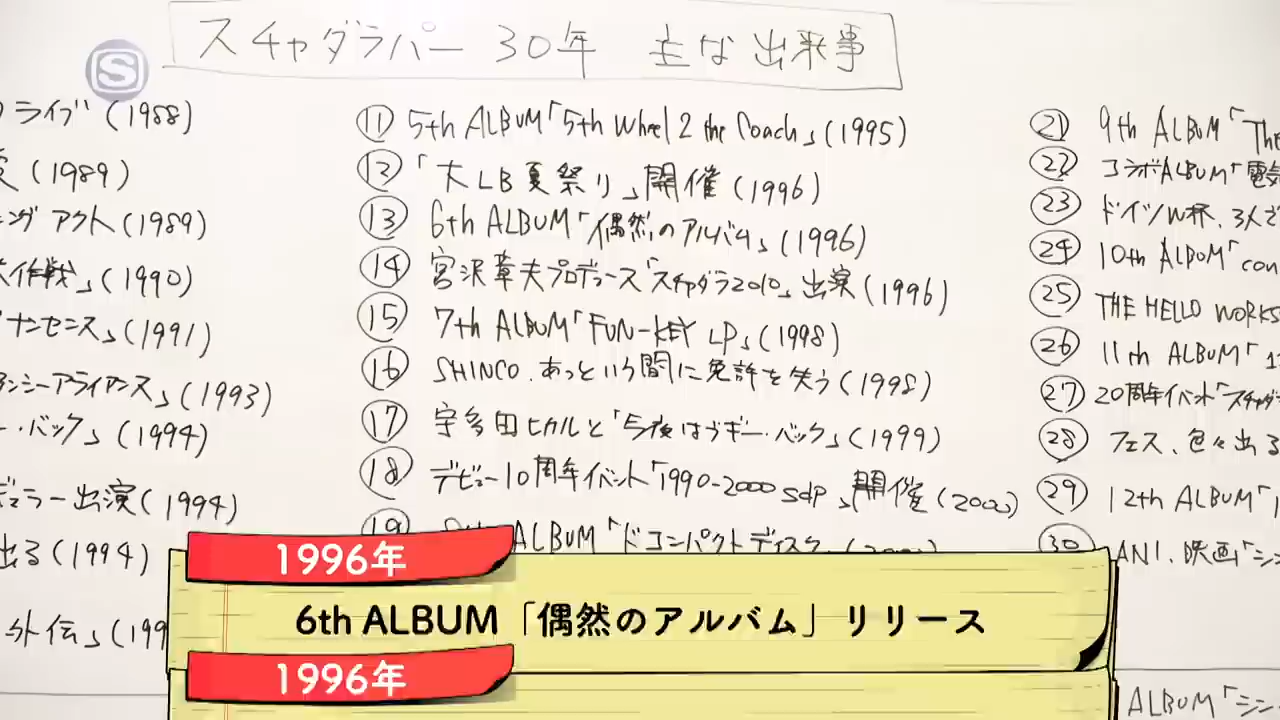 スチャダラパー 30年 主な出来事
S
ライブ (1988)
(1989)
アクト (1989)
作戦」(1990)
ナンセンス」(1991)
シーアライアンス」(1993)
ー・バック」(1994)
ラー出演 (1994)
出る (1994)
外伝」(199
⑪ 5th ALBUM「5th Wheel 2 the Coach」(1995)
⑫「大LB夏祭り」開催 (1996)
⑬ 6th ALBUM「偶然のアルバム」(1996)
⑭ 宮沢章夫プロデュース「スチャダラ2010」出演 (1996)
⑮ 7th ALBUM「FUN-KEY LP」(1998)
⑯ SHINCO、あっという間に免許を失う (1998)
⑰ 宇多田ヒカルと「今夜はブギー・バック」(1999)
⑱ デビュー10周年イベント「1990-2000 sdp」開催 (2000)
⑲ ALBUM「ドコンパクトディスク
㉑ 9th ALBUM「The
㉒ コラボALBUM「電気
㉓ ドイツW杯、3人で
㉔ 10th ALBUM「con
㉕ THE HELLO WORKS
㉖ 11th ALBUM「11
㉗ 20周年イベント「スチャダ
㉘ フェス、色々出る
㉙ 12th ALBUM「1
㉚ ANI、映画「シン
ALBUM「シン
1996年
6th ALBUM「偶然のアルバム」リリース
1996年